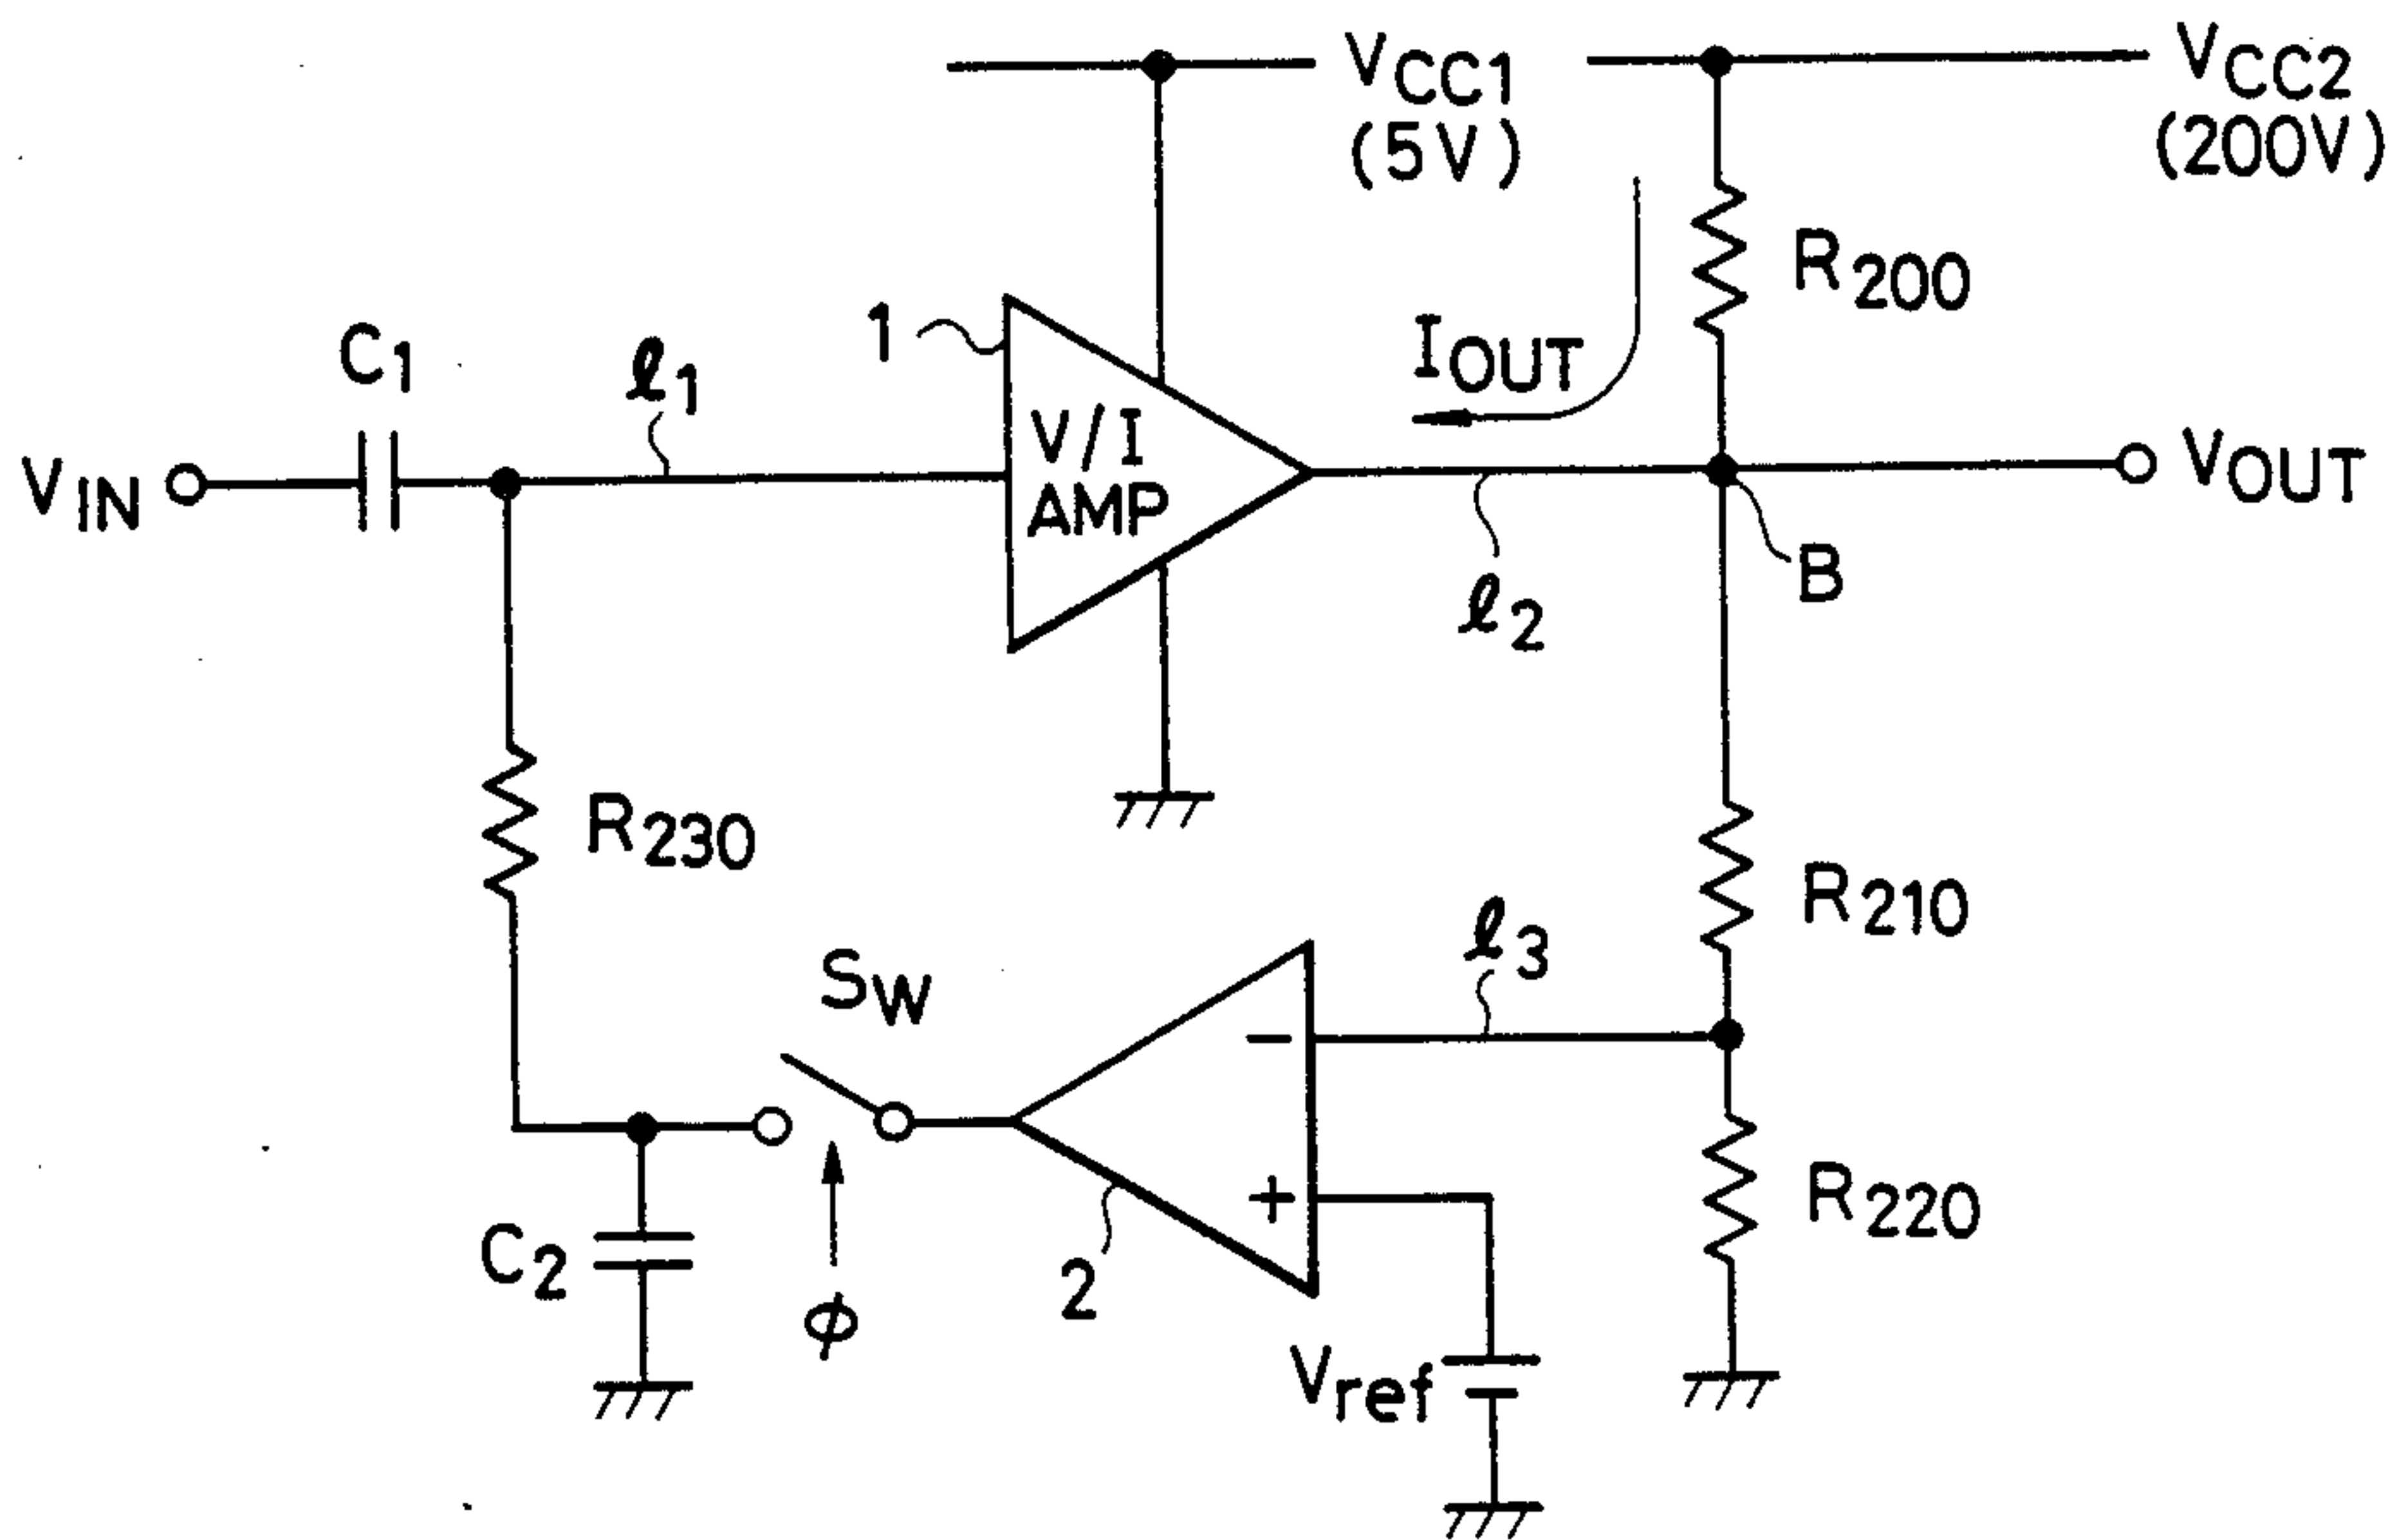 VCC1
(5V)
VCC2
(200V)
R200
C1
ℓ1
1
IOUT
V/I
AMP
VIN
VOUT
B
ℓ2
R230
R210
ℓ3
SW
R220
C2
2
ϕ
Vref
−
+